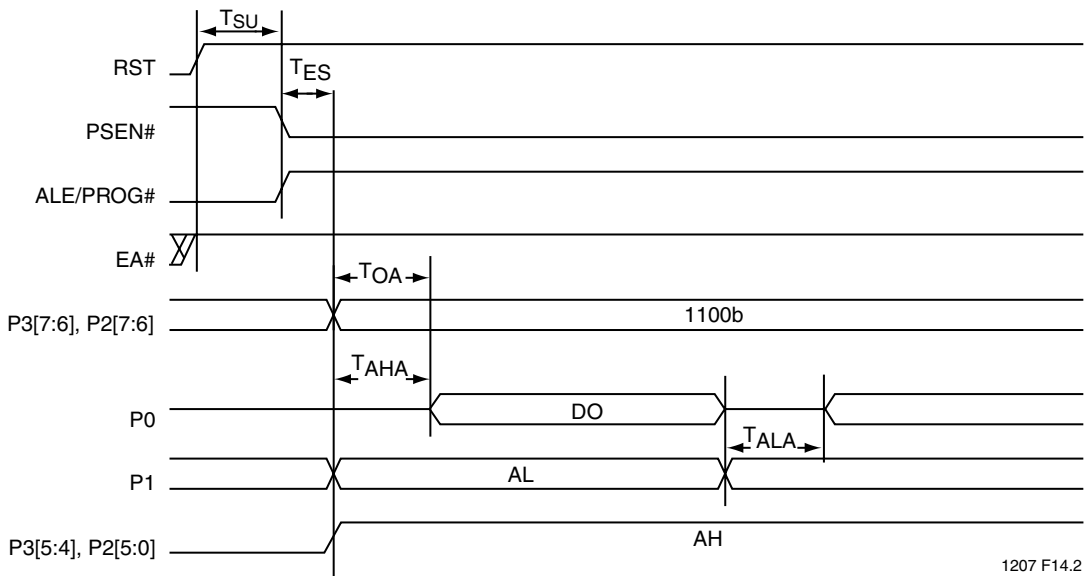 TSU
RST
TES
PSEN#
ALE/PROG#
EA#
TOA
P3[7:6], P2[7:6]
1100b
TAHA
P0
DO
TALA
P1
AL
P3[5:4], P2[5:0]
AH
1207 F14.2